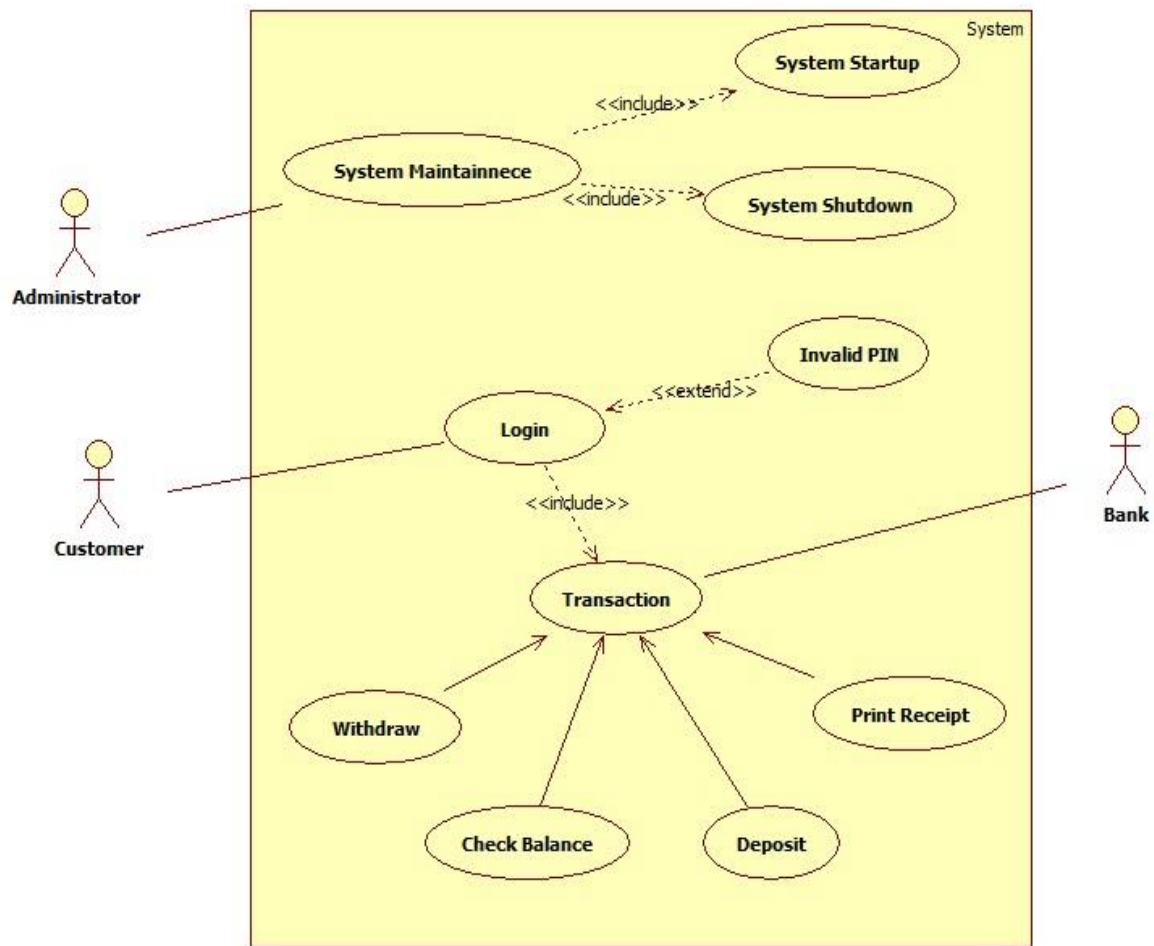 System
System Startup
<<include>>
System Maintainnece
<<include>>
System Shutdown
Administrator
Invalid PIN
<<extend>>
Login
Customer
<<include>>
Bank
Transaction
Withdraw
Print Receipt
Check Balance
Deposit